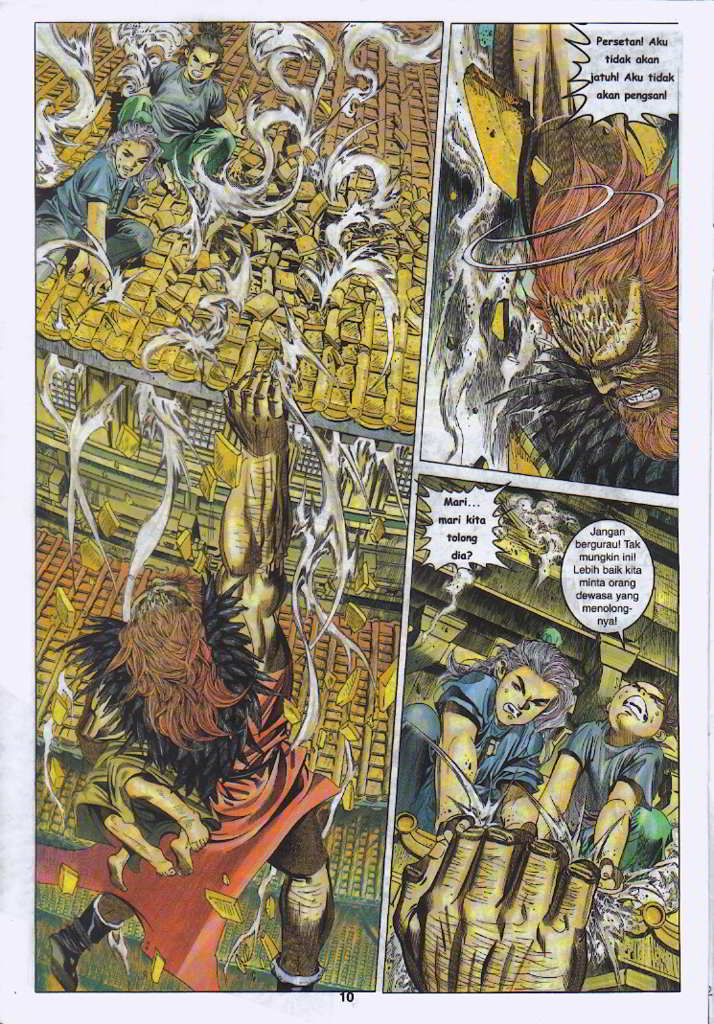 Persetan! Aku
tidak akan
jatuh! Aku tidak
akan pengsan!
Mari...
mari kita
tolong
dia?
Jangan
bergurau! Tak
mungkin ini!
Lebih baik kita
minta orang
dewasa yang
menolong-
nya!
10